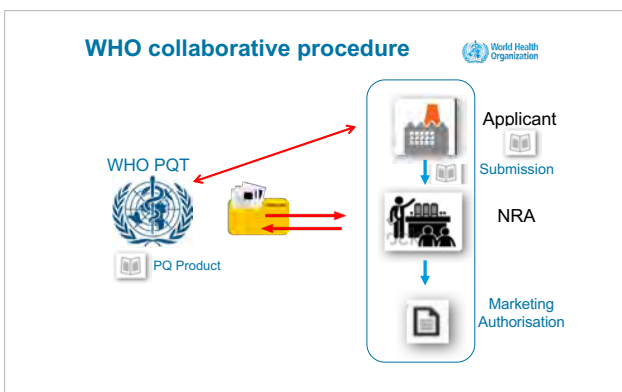 WHO collaborative procedure
World Health
Organization
Applicant
Submission
WHO PQT
NRA
PQ Product
Marketing
Authorisation